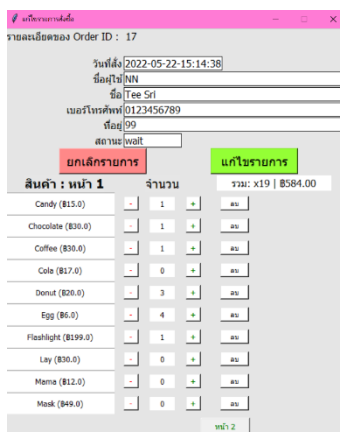 แก้ไขรายการสั่งซื้อ
รายละเอียดของ Order ID : 17
วันที่สั่ง 2022-05-22-15:14:38
ชื่อผู้ใช้ NN
ชื่อ Tee Sri
เบอร์โทรศัพท์ 0123456789
ที่อยู่ 99
สถานะ wait
ยกเลิกรายการ แก้ไขรายการ
สินค้า : หน้า 1 จำนวน รวม: x19 | ฿584.00
Candy (฿15.0) - 1 + ลบ
Chocolate (฿30.0) - 1 + ลบ
Coffee (฿30.0) - 1 + ลบ
Cola (฿17.0) - 0 + ลบ
Donut (฿20.0) - 3 + ลบ
Egg (฿6.0) - 4 + ลบ
Flashlight (฿199.0) - 1 + ลบ
Lay (฿30.0) - 0 + ลบ
Mama (฿12.0) - 0 + ลบ
Mask (฿49.0) - 0 + ลบ
หน้า 2